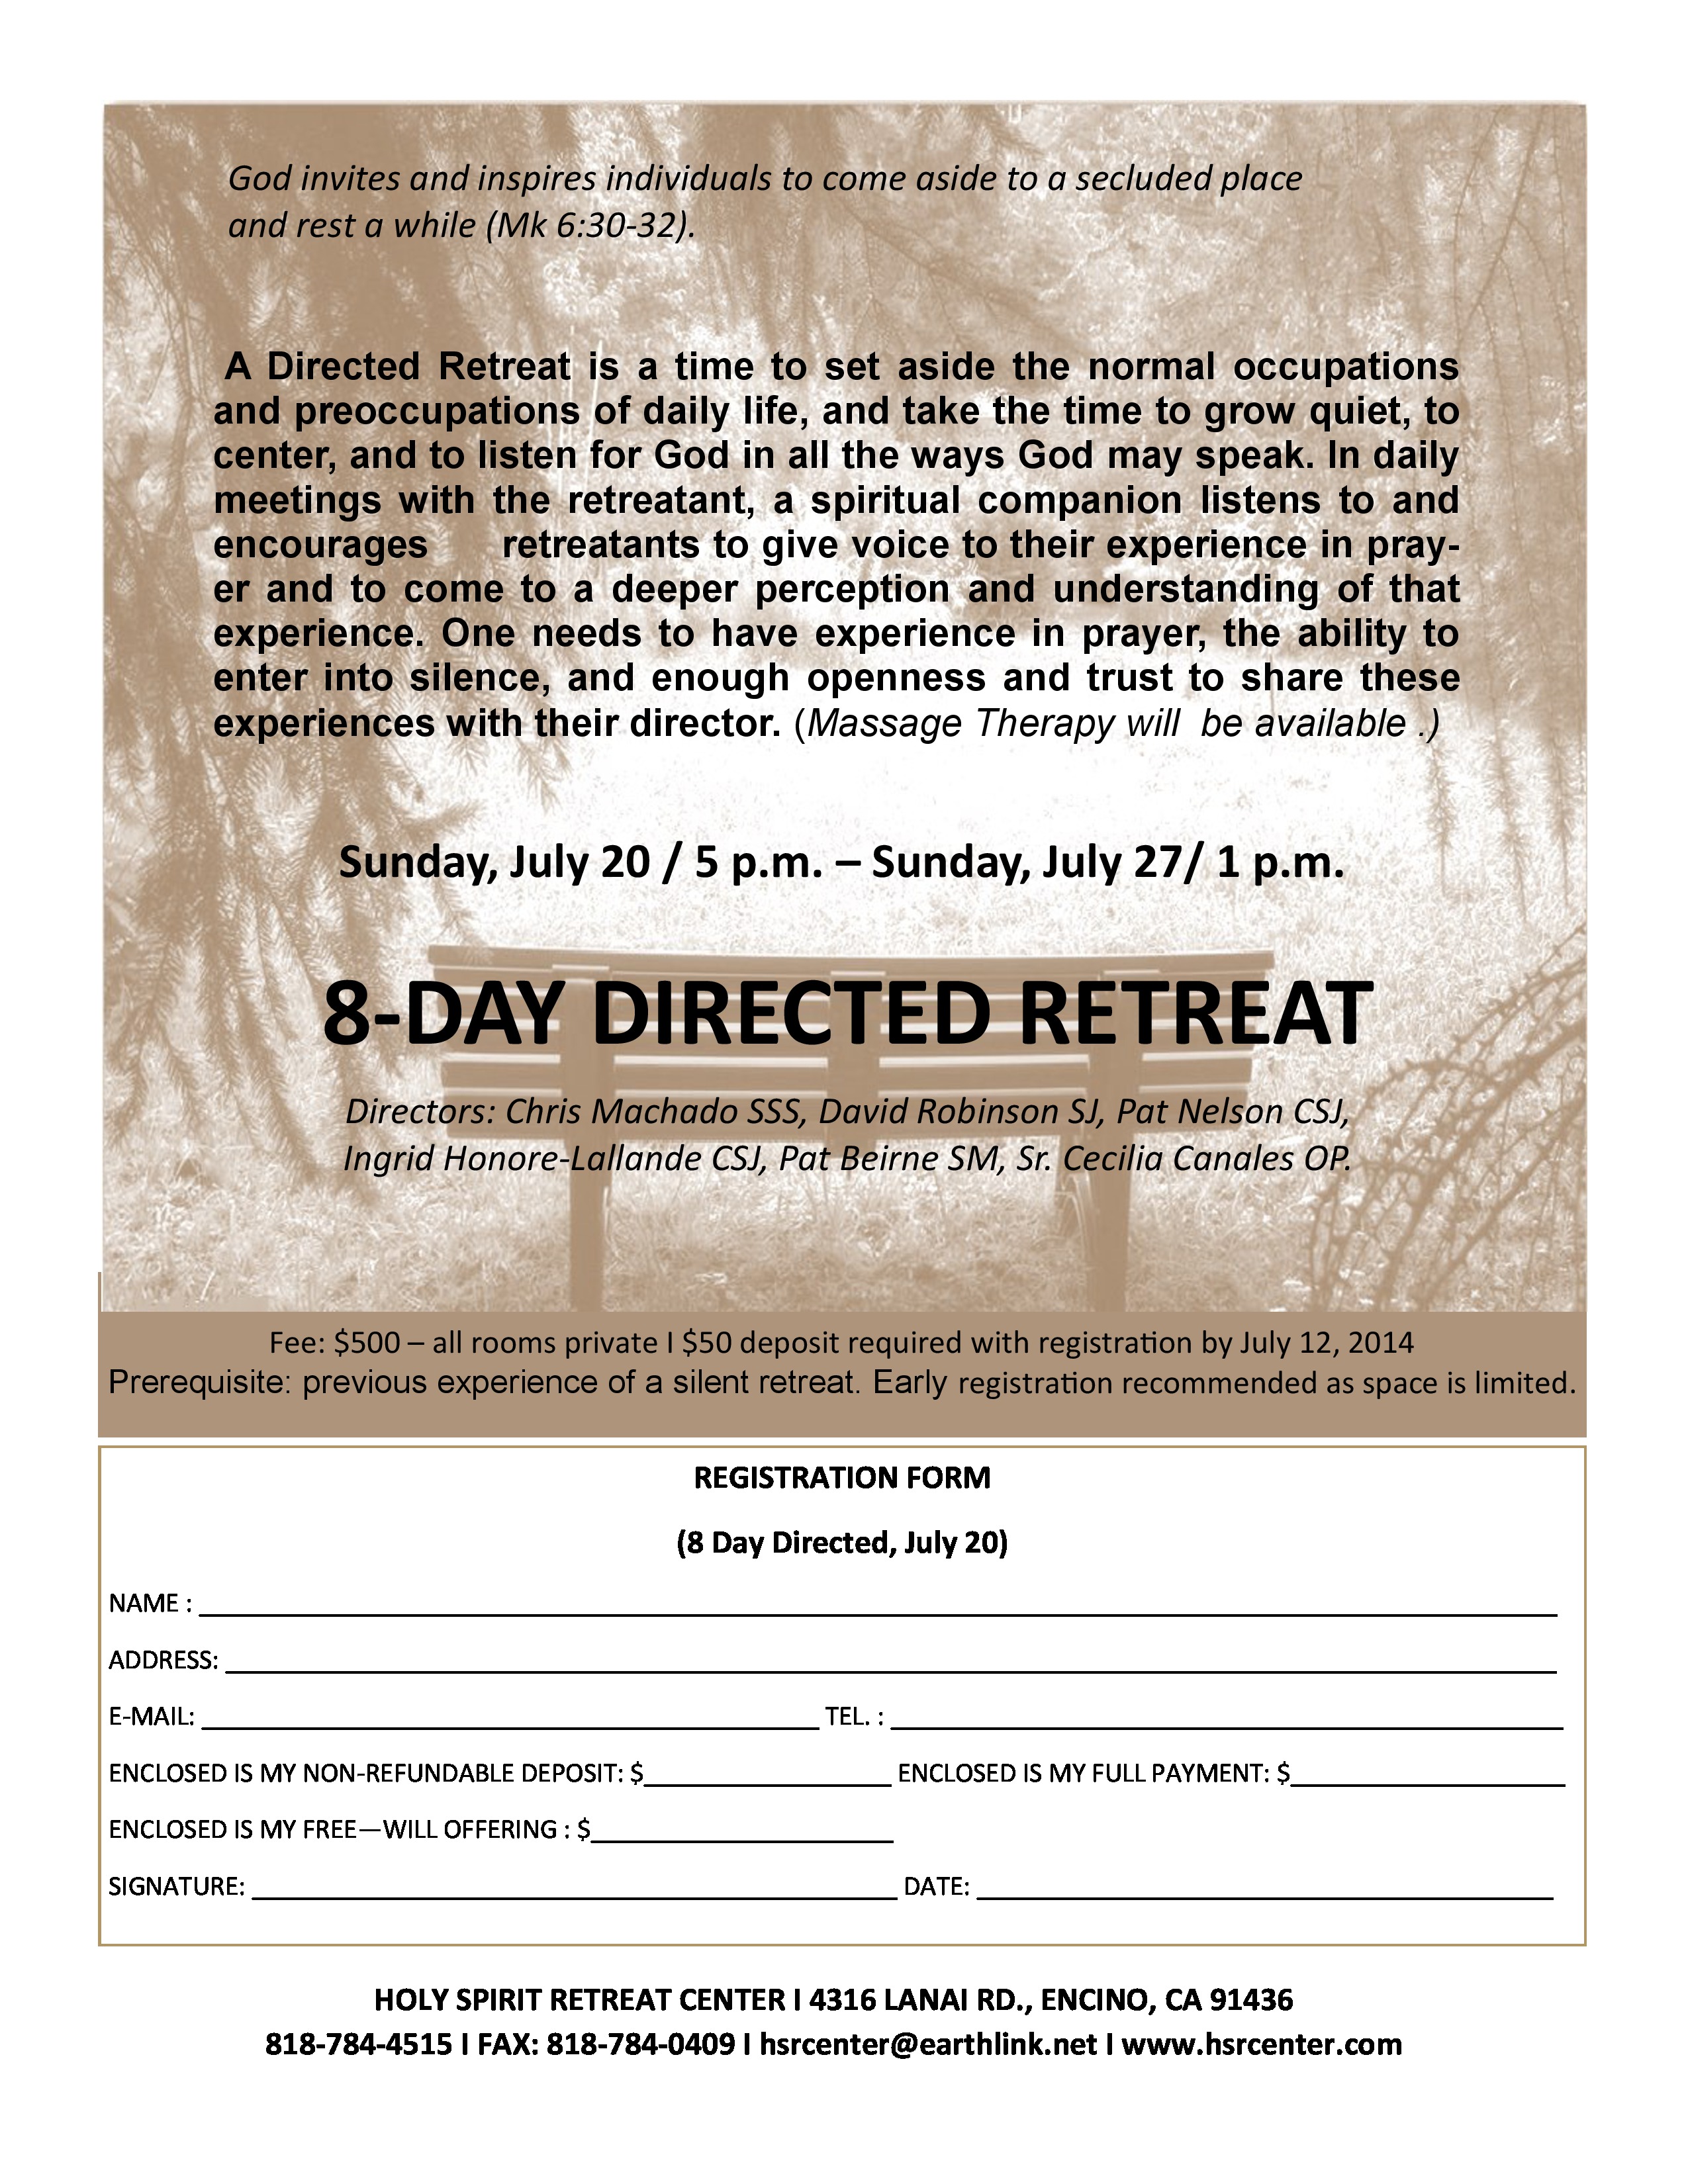 God invites and inspires individuals to come aside to a secluded place
and rest a while (Mk 6:30-32).
A Directed Retreat is a time to set aside the normal occupations
and preoccupations of daily life, and take the time to grow quiet, to
center, and to listen for God in all the ways God may speak. In daily
meetings with the retreatant, a spiritual companion listens to and
encourages retreatants to give voice to their experience in pray-
er and to come to a deeper perception and understanding of that
experience. One needs to have experience in prayer, the ability to
enter into silence, and enough openness and trust to share these
experiences with their director. (Massage Therapy will be available .)
Sunday, July 20 / 5 p.m. – Sunday, July 27/ 1 p.m.
8-DAY DIRECTED RETREAT
Directors: Chris Machado SSS, David Robinson SJ, Pat Nelson CSJ,
Ingrid Honore-Lallande CSJ, Pat Beirne SM, Sr. Cecilia Canales OP.
Fee: $500 – all rooms private I $50 deposit required with registration by July 12, 2014
Prerequisite: previous experience of a silent retreat. Early registration recommended as space is limited.
REGISTRATION FORM
(8 Day Directed, July 20)
NAME : ____
ADDRESS: ____
E-MAIL: ____ TEL. : ____
ENCLOSED IS MY NON-REFUNDABLE DEPOSIT: $____ ENCLOSED IS MY FULL PAYMENT: $____
ENCLOSED IS MY FREE—WILL OFFERING : $____
SIGNATURE: ____ DATE: ____
HOLY SPIRIT RETREAT CENTER I 4316 LANAI RD., ENCINO, CA 91436
818-784-4515 I FAX: 818-784-0409 I hsrcenter@earthlink.net I www.hsrcenter.com